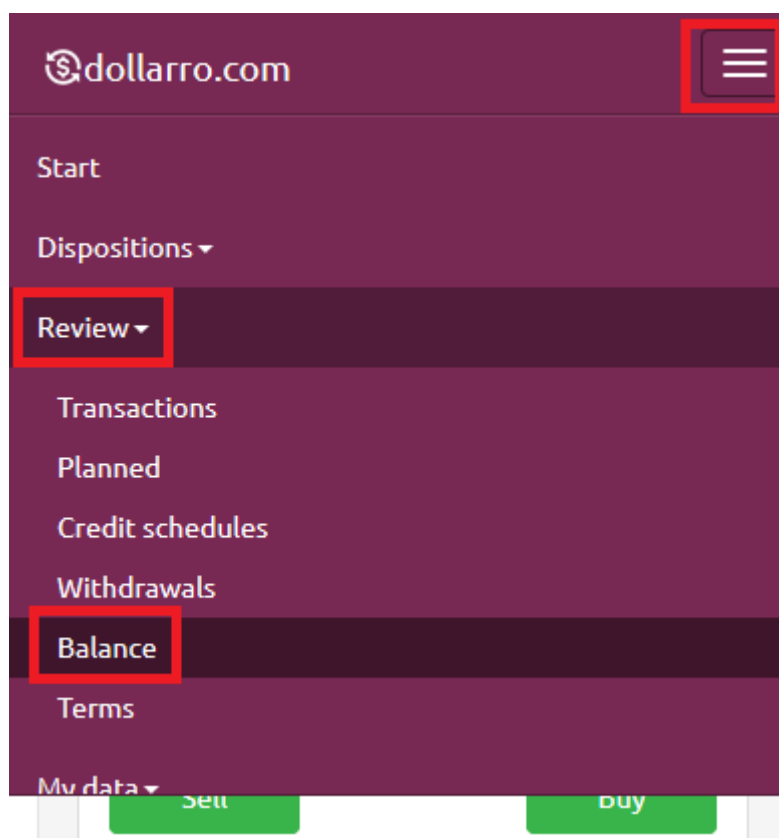 dollarro.com
Start
Dispositions
Review
Transactions
Planned
Credit schedules
Withdrawals
Balance
Terms
My data
Sell Buy